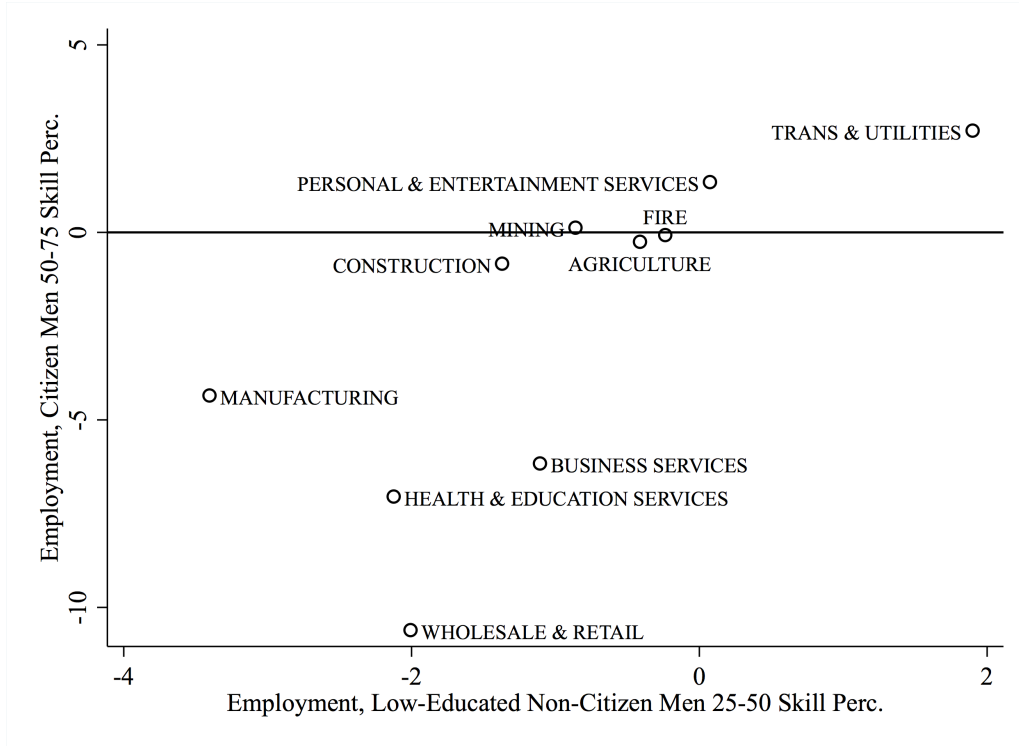 5
TRANS & UTILITIES
PERSONAL & ENTERTAINMENT SERVICES
FIRE
MINING
0
AGRICULTURE
CONSTRUCTION
MANUFACTURING
-5
BUSINESS SERVICES
HEALTH & EDUCATION SERVICES
-10
WHOLESALE & RETAIL
Employment, Citizen Men 50-75 Skill Perc.
-4 -2 0 2
Employment, Low-Educated Non-Citizen Men 25-50 Skill Perc.